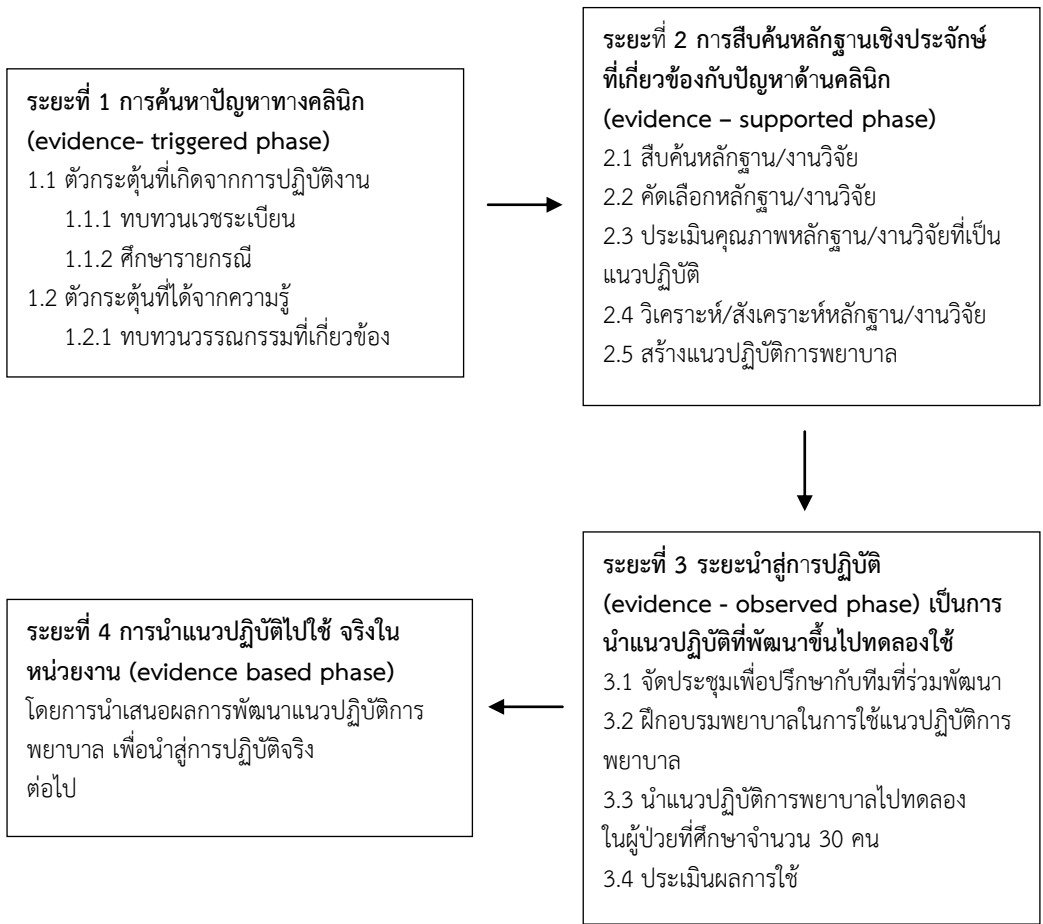 ระยะที่ 1 การค้นหาปัญหาทางคลินิก
(evidence- triggered phase)
1.1 ตัวกระตุ้นที่เกิดจากการปฏิบัติงาน
1.1.1 ทบทวนเวชระเบียน
1.1.2 ศึกษารายกรณี
1.2 ตัวกระตุ้นที่ได้จากความรู้
1.2.1 ทบทวนวรรณกรรมที่เกี่ยวข้อง
ระยะที่ 2 การสืบค้นหลักฐานเชิงประจักษ์
ที่เกี่ยวข้องกับปัญหาด้านคลินิก
(evidence – supported phase)
2.1 สืบค้นหลักฐาน/งานวิจัย
2.2 คัดเลือกหลักฐาน/งานวิจัย
2.3 ประเมินคุณภาพหลักฐาน/งานวิจัยที่เป็น
แนวปฏิบัติ
2.4 วิเคราะห์/สังเคราะห์หลักฐาน/งานวิจัย
2.5 สร้างแนวปฏิบัติการพยาบาล
ระยะที่ 3 ระยะนำสู่การปฏิบัติ
(evidence - observed phase) เป็นการ
นำแนวปฏิบัติที่พัฒนาขึ้นไปทดลองใช้
3.1 จัดประชุมเพื่อปรึกษากับทีมที่ร่วมพัฒนา
3.2 ฝึกอบรมพยาบาลในการใช้แนวปฏิบัติการ
พยาบาล
3.3 นำแนวปฏิบัติการพยาบาลไปทดลอง
ในผู้ป่วยที่ศึกษาจำนวน 30 คน
3.4 ประเมินผลการใช้
ระยะที่ 4 การนำแนวปฏิบัติไปใช้ จริงใน
หน่วยงาน (evidence based phase)
โดยการนำเสนอผลการพัฒนาแนวปฏิบัติการ
พยาบาล เพื่อนำสู่การปฏิบัติจริง
ต่อไป